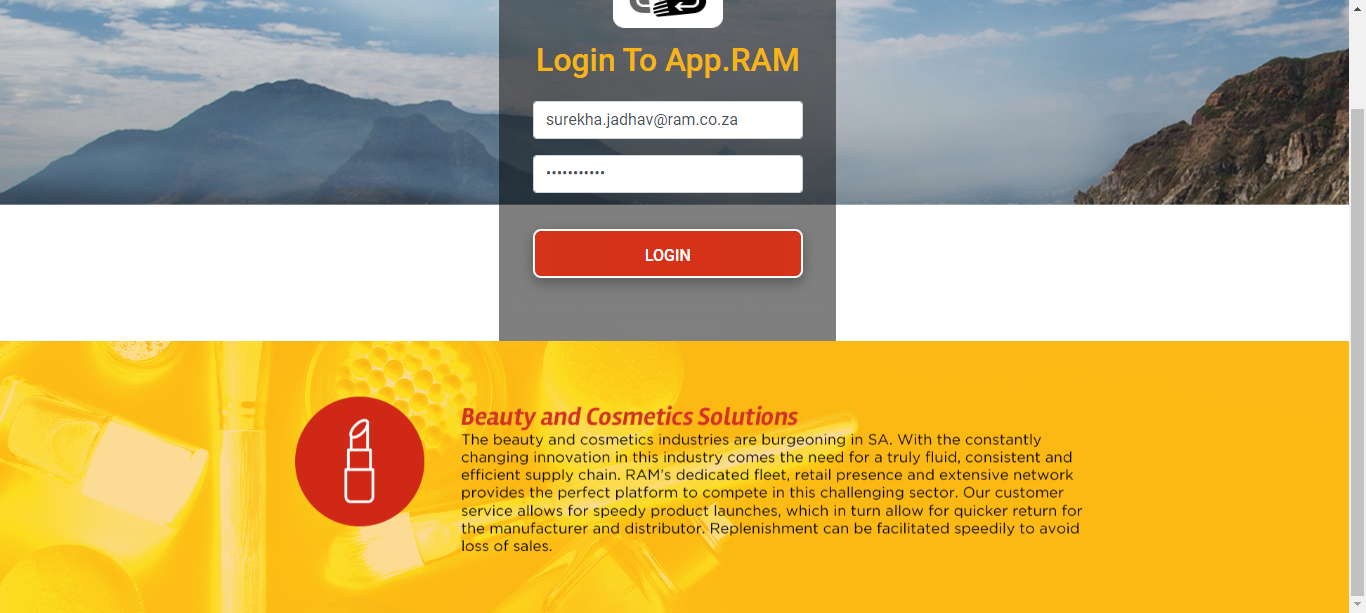 Login To App.RAM
surekha.jadhav@ram.co.za
•••••••••••
LOGIN
Beauty and Cosmetics Solutions
The beauty and cosmetics industries are burgeoning in SA. With the constantly
changing innovation in this industry comes the need for a truly fluid, consistent and
efficient supply chain. RAM's dedicated fleet, retail presence and extensive network
provides the perfect platform to compete in this challenging sector. Our customer
service allows for speedy product launches, which in turn allow for quicker return for
the manufacturer and distributor. Replenishment can be facilitated speedily to avoid
loss of sales.